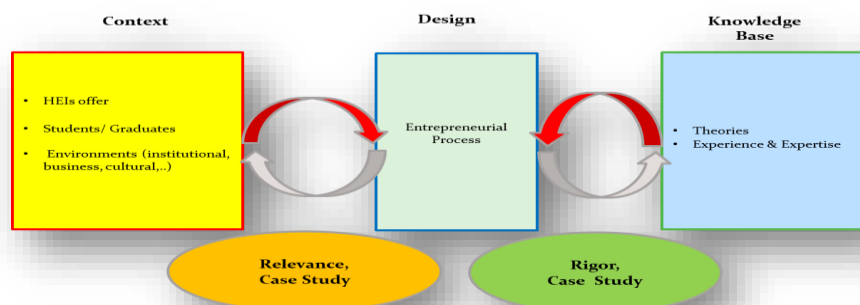 Context
Design
Knowledge
Base
• HEIs offer
• Students/ Graduates
• Environments (institutional,
business, cultural,..)
Entrepreneurial
Process
• Theories
• Experience & Expertise
Relevance,
Case Study
Rigor,
Case Study